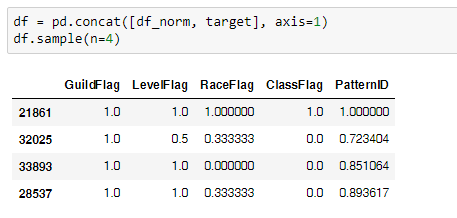 df = pd.concat([df_norm, target], axis=1)
df.sample(n=4)
GuildFlag LevelFlag RaceFlag ClassFlag PatternID
21861 1.0 1.0 1.000000 1.0 1.000000
32025 1.0 0.5 0.333333 0.0 0.723404
33893 1.0 1.0 0.000000 0.0 0.851064
28537 1.0 1.0 0.333333 0.0 0.893617